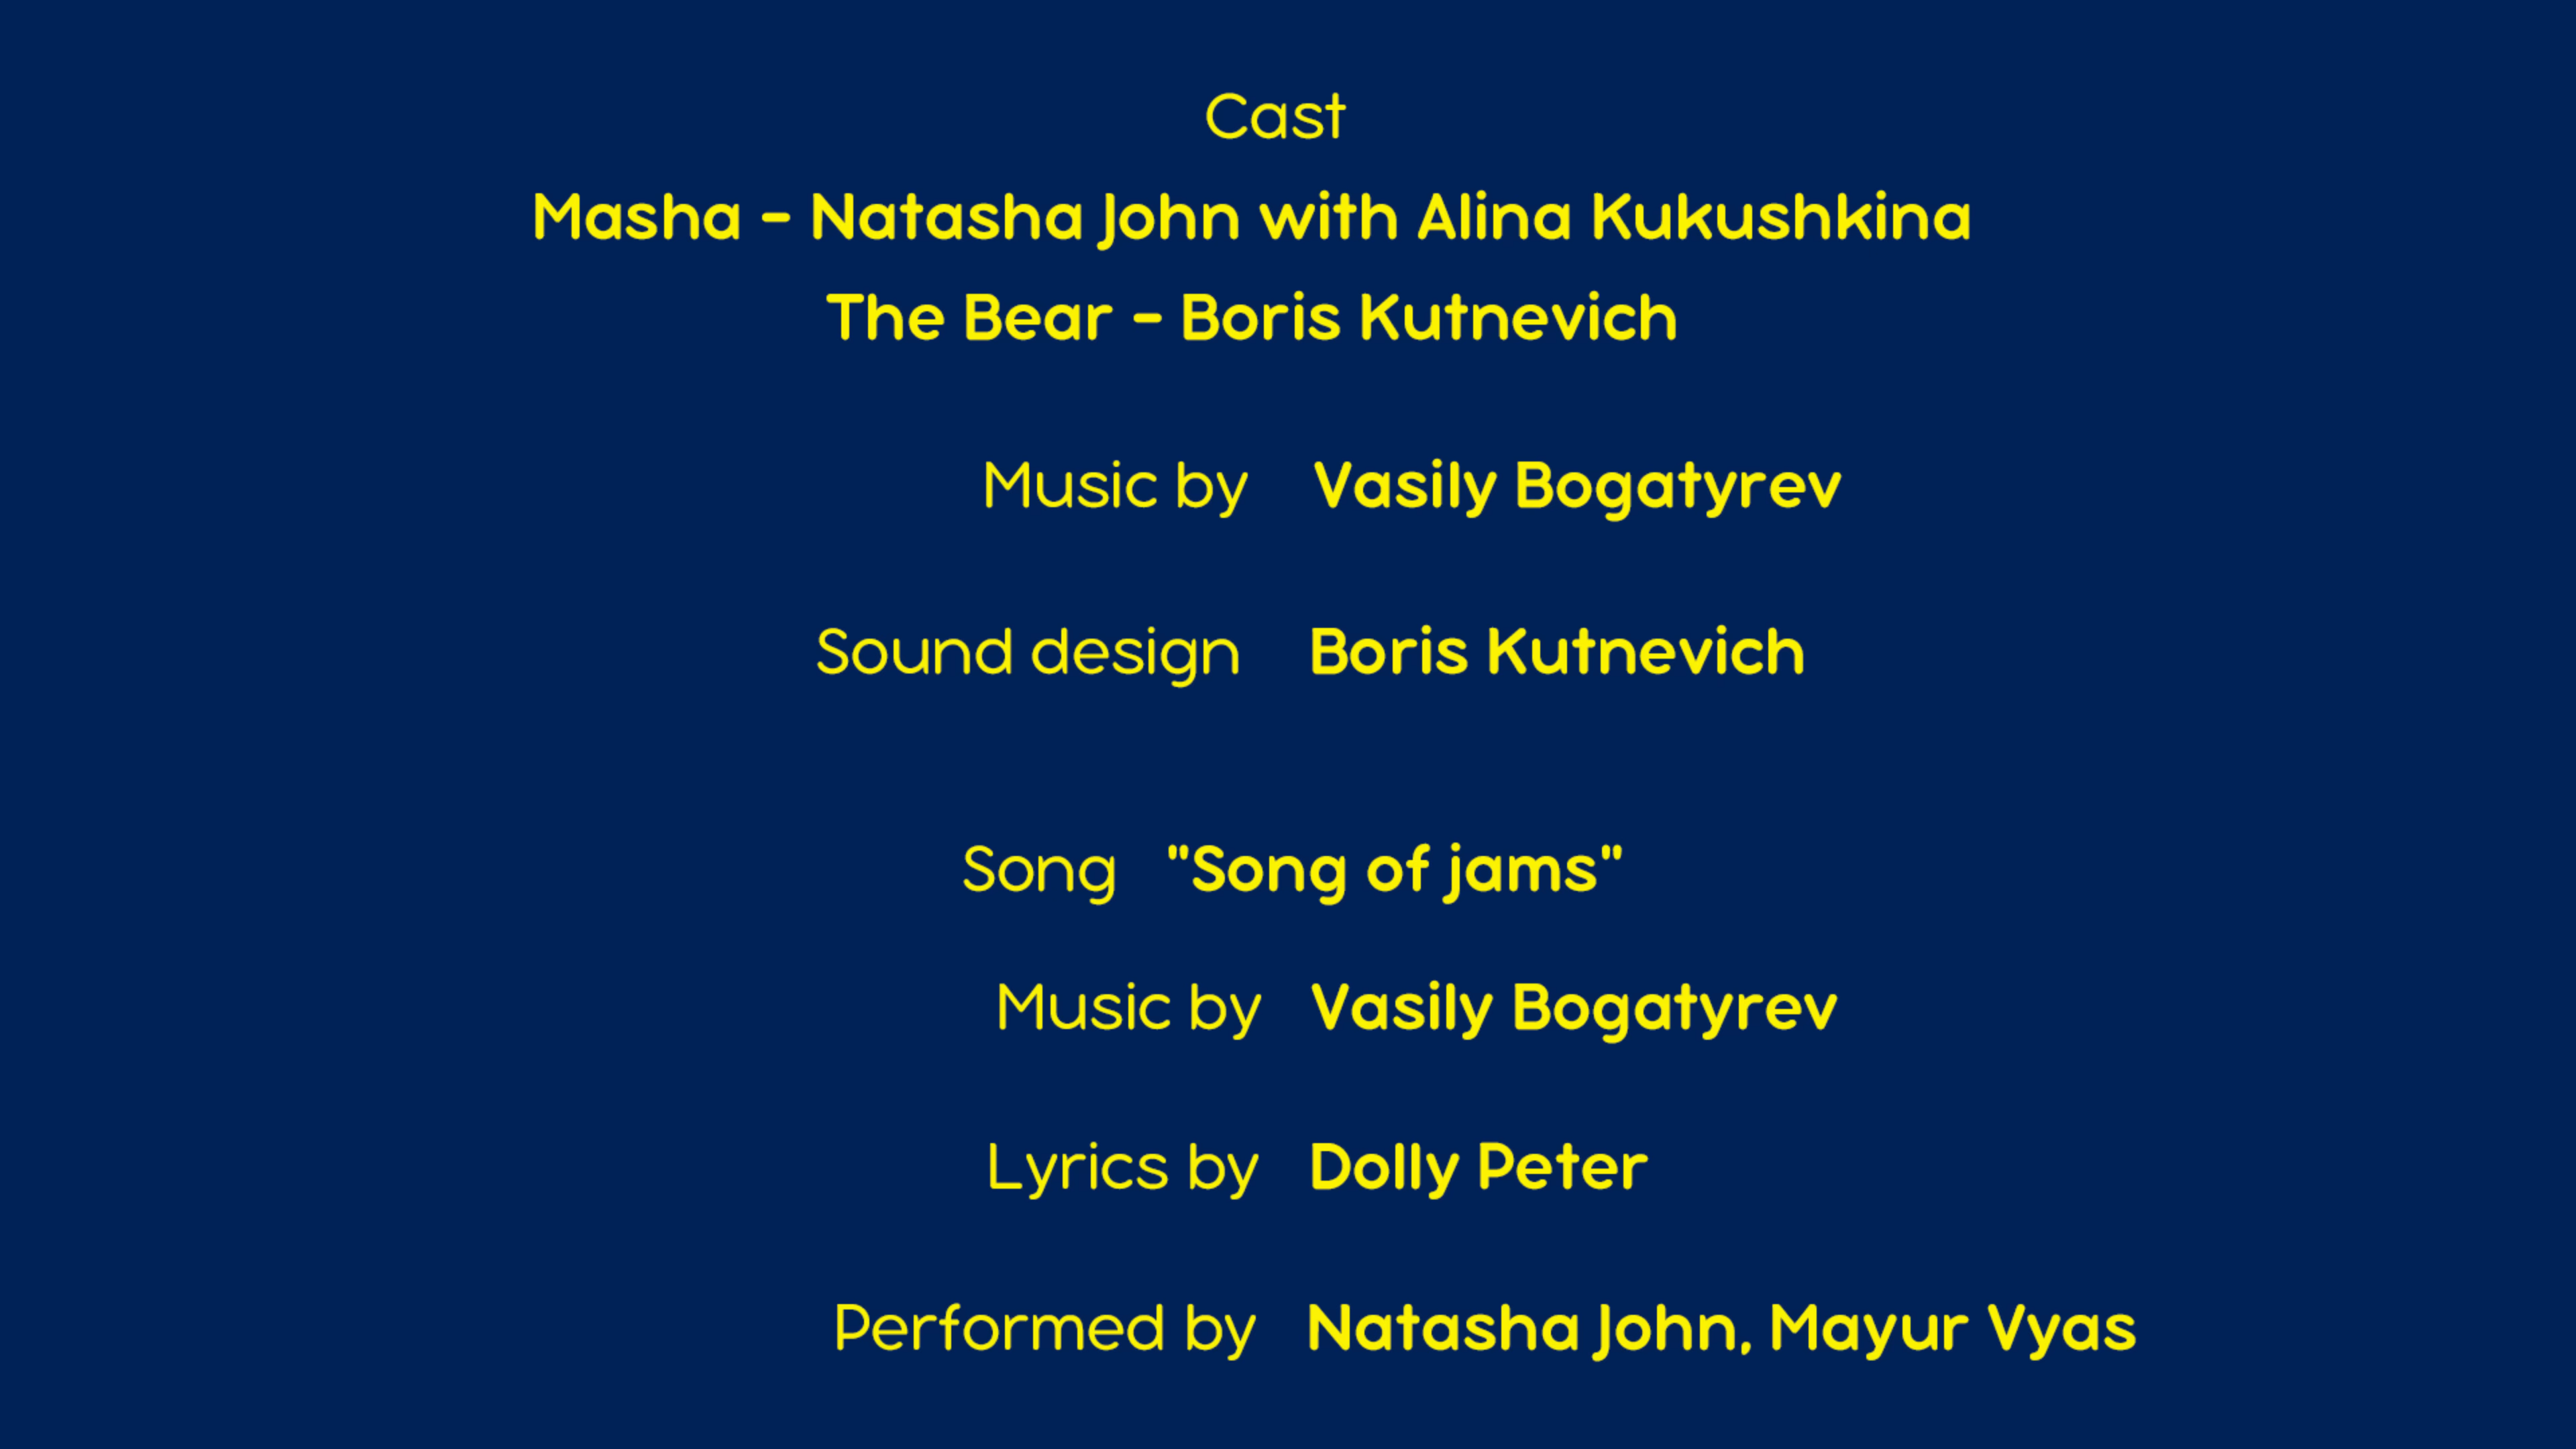 Cast
Masha - Natasha John with Alina Kukushkina
The Bear - Boris Kutnevich
Music by Vasily Bogatyrev
Sound design Boris Kutnevich
Song "Song of jams"
Music by Vasily Bogatyrev
Lyrics by Dolly Peter
Performed by Natasha John, Mayur Vyas